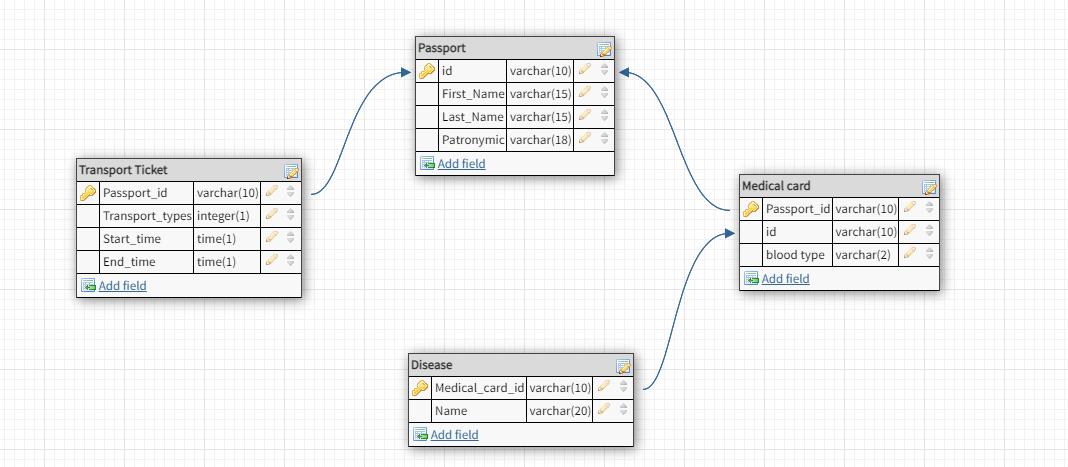 Passport
id varchar(10)
First_Name varchar(15)
Last_Name varchar(15)
Patronymic varchar(18)
Add field
Transport Ticket
Passport_id varchar(10)
Transport_types integer(1)
Start_time time(1)
End_time time(1)
Add field
Medical card
Passport_id varchar(10)
id varchar(10)
blood type varchar(2)
Add field
Disease
Medical_card_id varchar(10)
Name varchar(20)
Add field